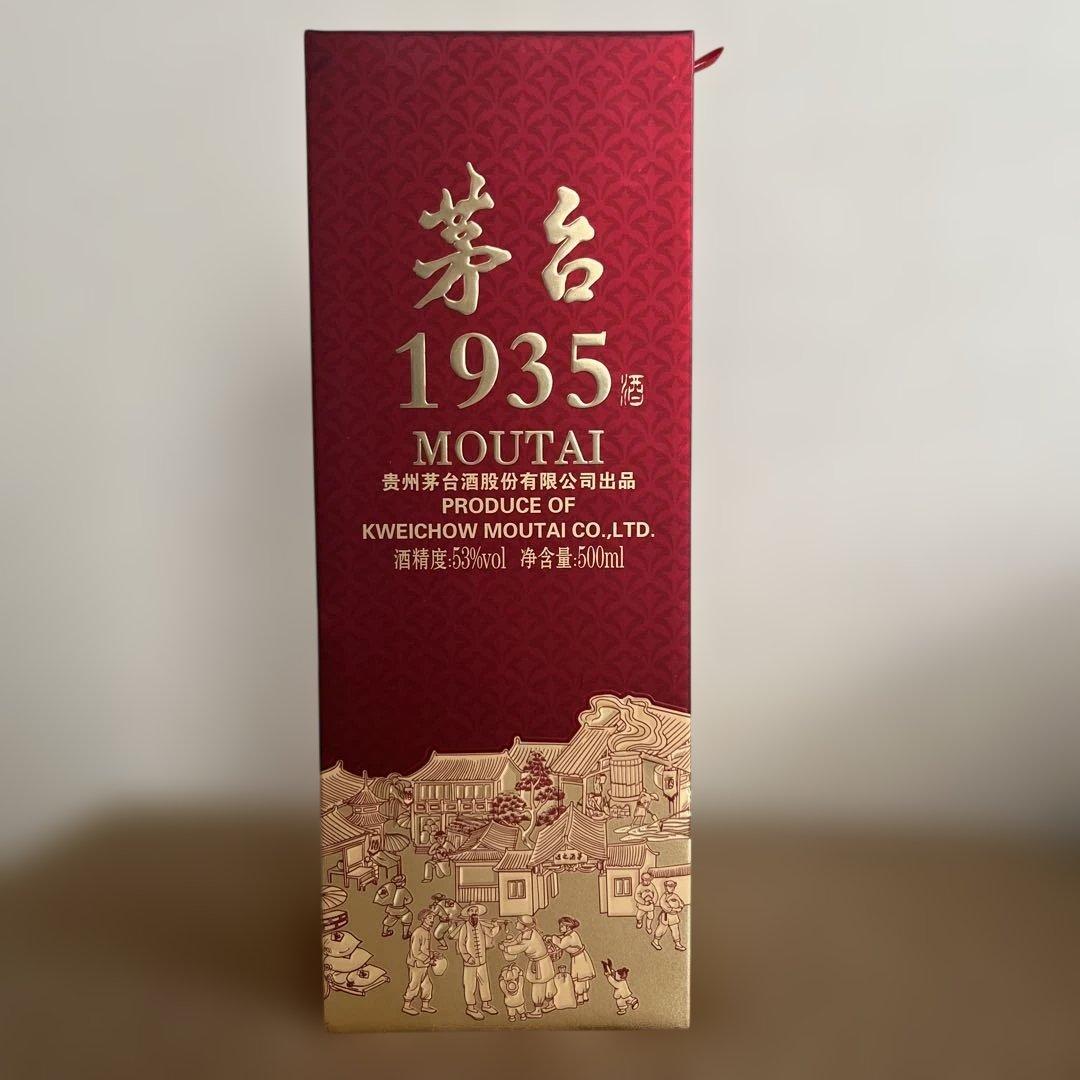 茅台
1935酒
MOUTAI
贵州茅台酒股份有限公司出品
PRODUCE OF
KWEICHOW MOUTAI CO.,LTD.
酒精度:53%vol 净含量:500ml
酒